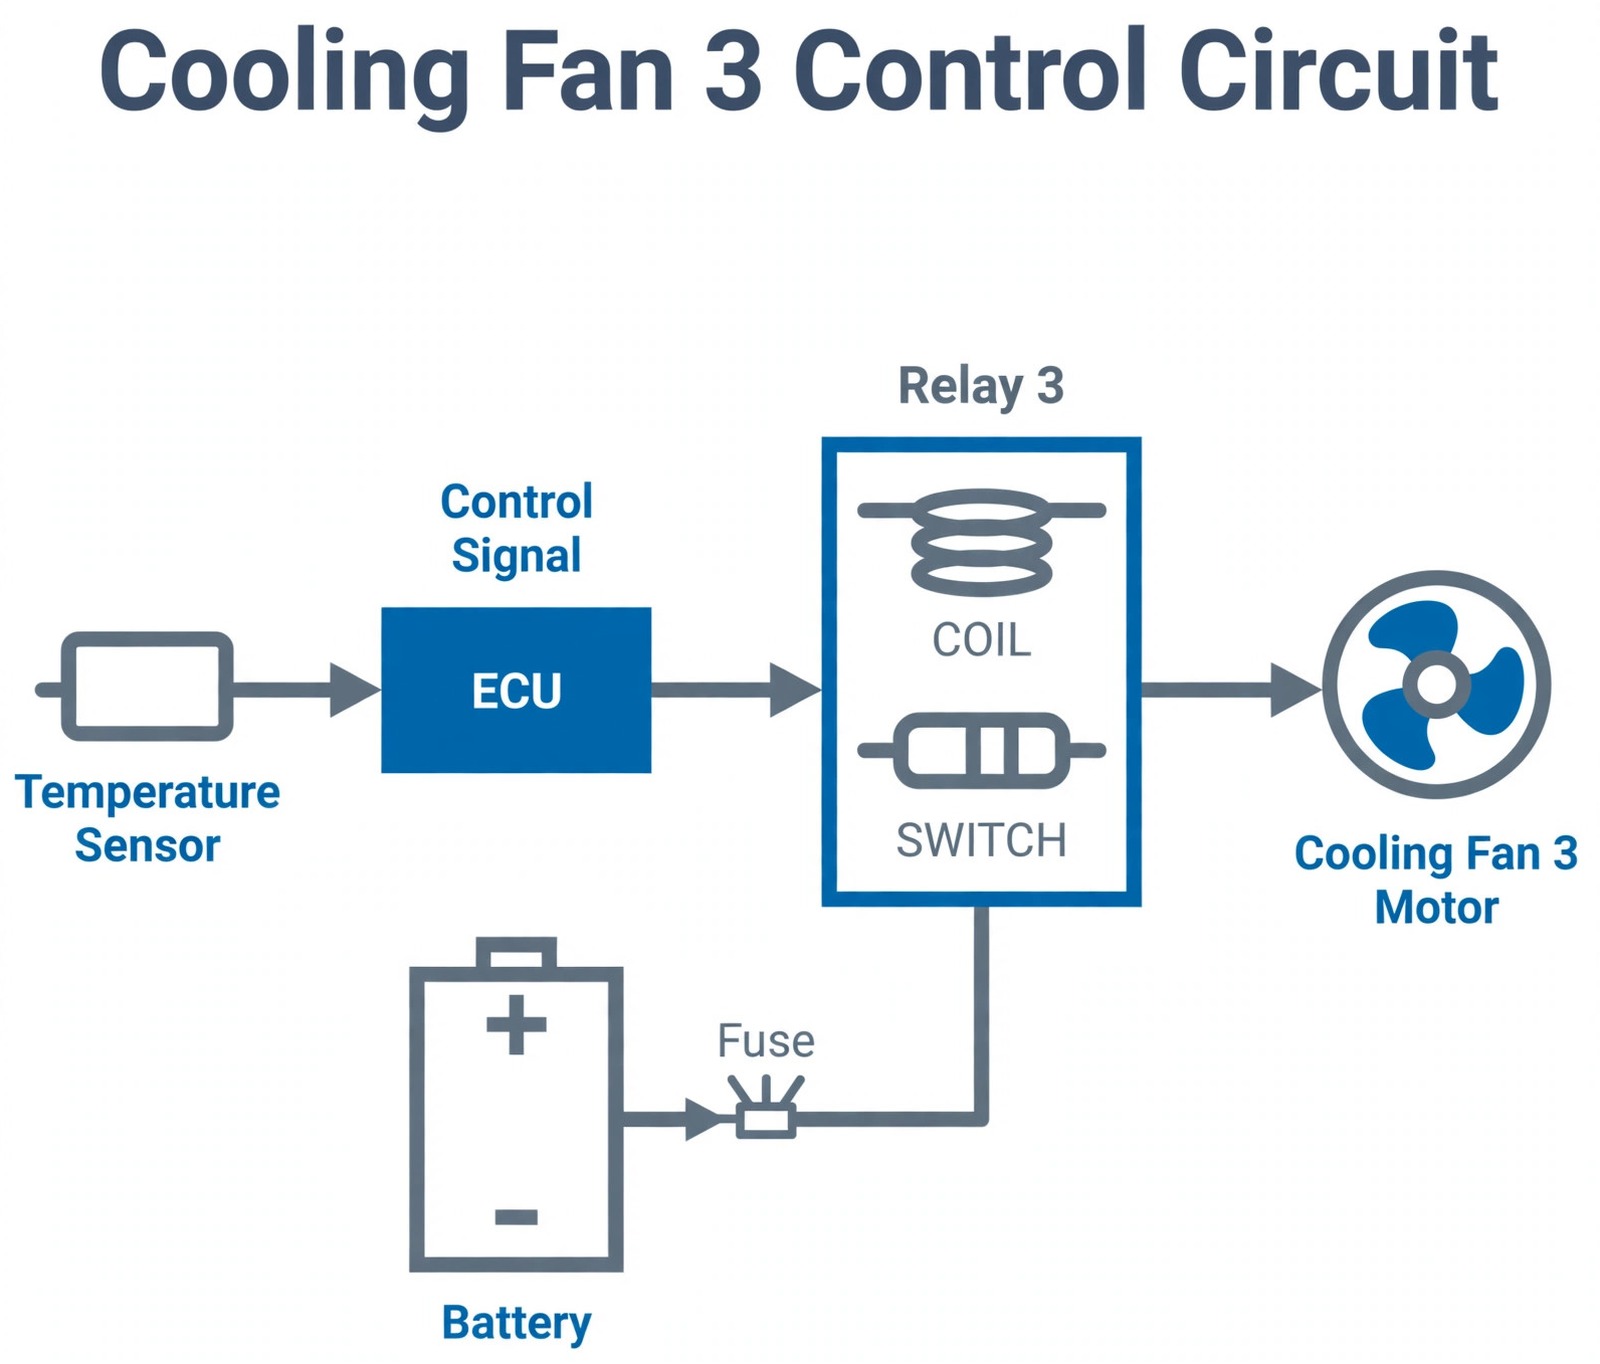 Cooling Fan 3 Control Circuit
Relay 3
Control
Signal
COIL
ECU
Temperature
Sensor
SWITCH
Cooling Fan 3
Motor
+
Fuse
-
Battery